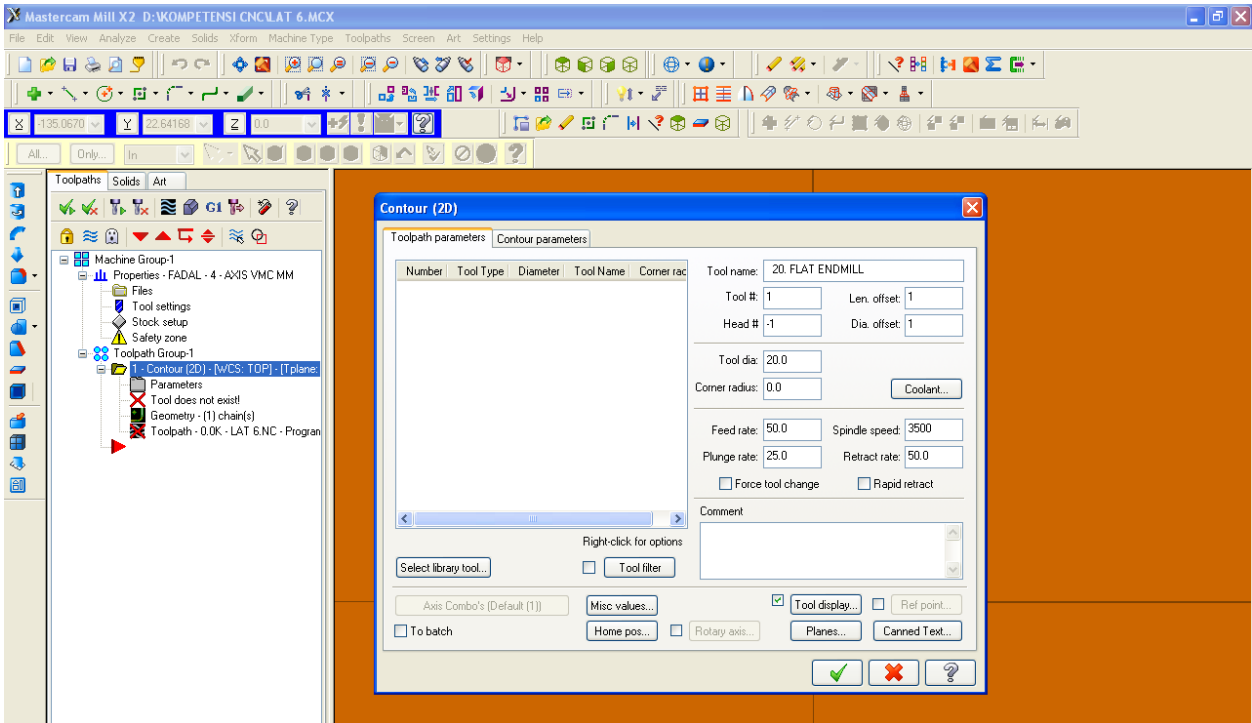 Mastercam Mill X2 D:\KOMPETENSI CNC\LAT 6.MCX
File Edit View Analyze Create Solids Xform Machine Type Toolpaths Screen Art Settings Help
X -135.0670 Y 22.64168 Z 0.0
All... Only... In
Toolpaths Solids Art
G1
Machine Group-1
Properties - FADAL - 4 - AXIS VMC MM
Files
Tool settings
Stock setup
Safety zone
Toolpath Group-1
1 - Contour (2D) - [WCS: TOP] - [Tplane:
Parameters
Tool does not exist!
Geometry - (1) chain(s)
Toolpath - 0.0K - LAT 6.NC - Progran
Contour (2D)
Toolpath parameters Contour parameters
Number Tool Type Diameter Tool Name Corner rac
Tool name: 20. FLAT ENDMILL
Tool #: 1 Len. offset: 1
Head # -1 Dia. offset: 1
Tool dia: 20.0
Corner radius: 0.0 Coolant...
Feed rate: 50.0 Spindle speed: 3500
Plunge rate: 25.0 Retract rate: 50.0
Force tool change Rapid retract
Comment
Right-click for options
Select library tool... Tool filter
Axis Combo's (Default (1)) Misc values... Tool display... Ref point...
To batch Home pos... Rotary axis... Planes... Canned Text...